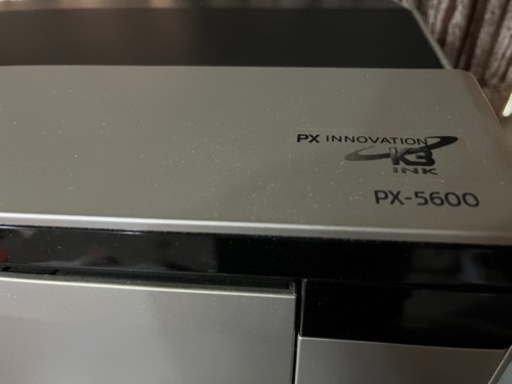 PX INNOVATION
K3
INK
PX-5600